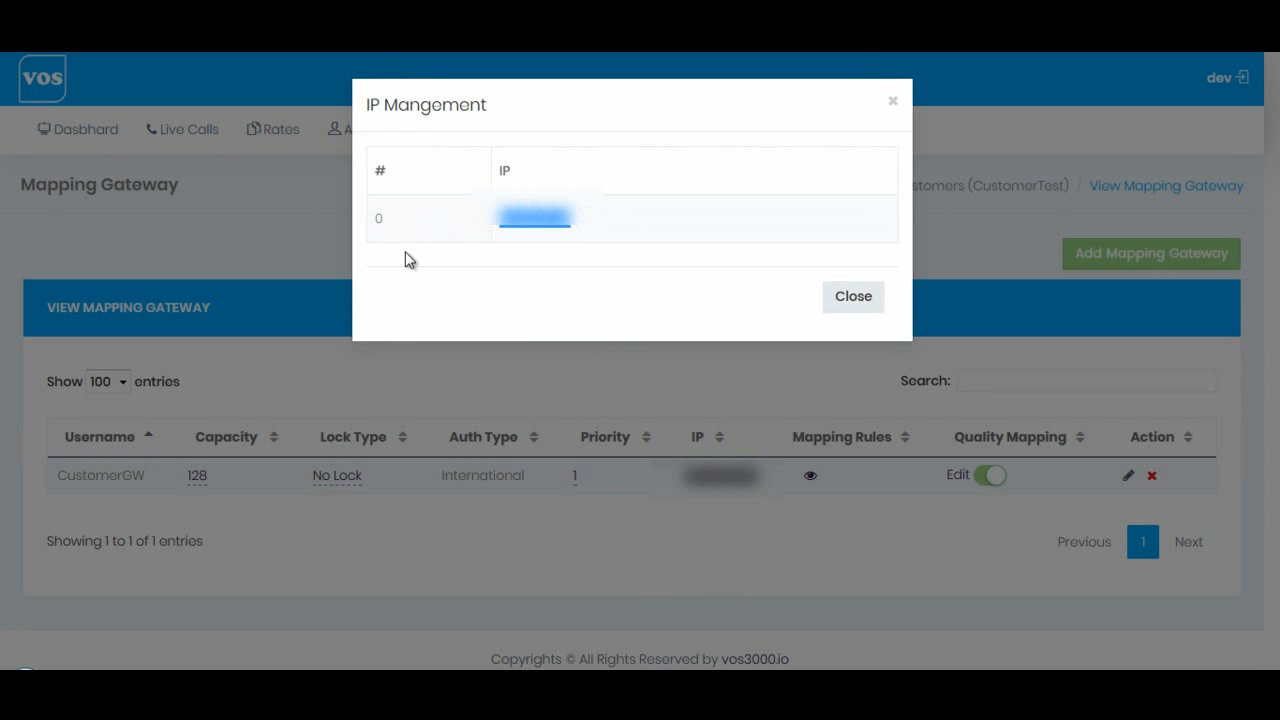 VOS
dev
IP Mangement
×
Dasbhard Live Calls Rates A
# IP
Mapping Gateway
stomers (CustomerTest) / View Mapping Gateway
0
Add Mapping Gateway
Close
VIEW MAPPING GATEWAY
Show 100 entries
Search:
Username Capacity Lock Type Auth Type Priority IP Mapping Rules Quality Mapping Action
CustomerGW 128 No Lock International 1 Edit
Showing 1 to 1 of 1 entries
Previous 1 Next
Copyrights © All Rights Reserved by vos3000.io